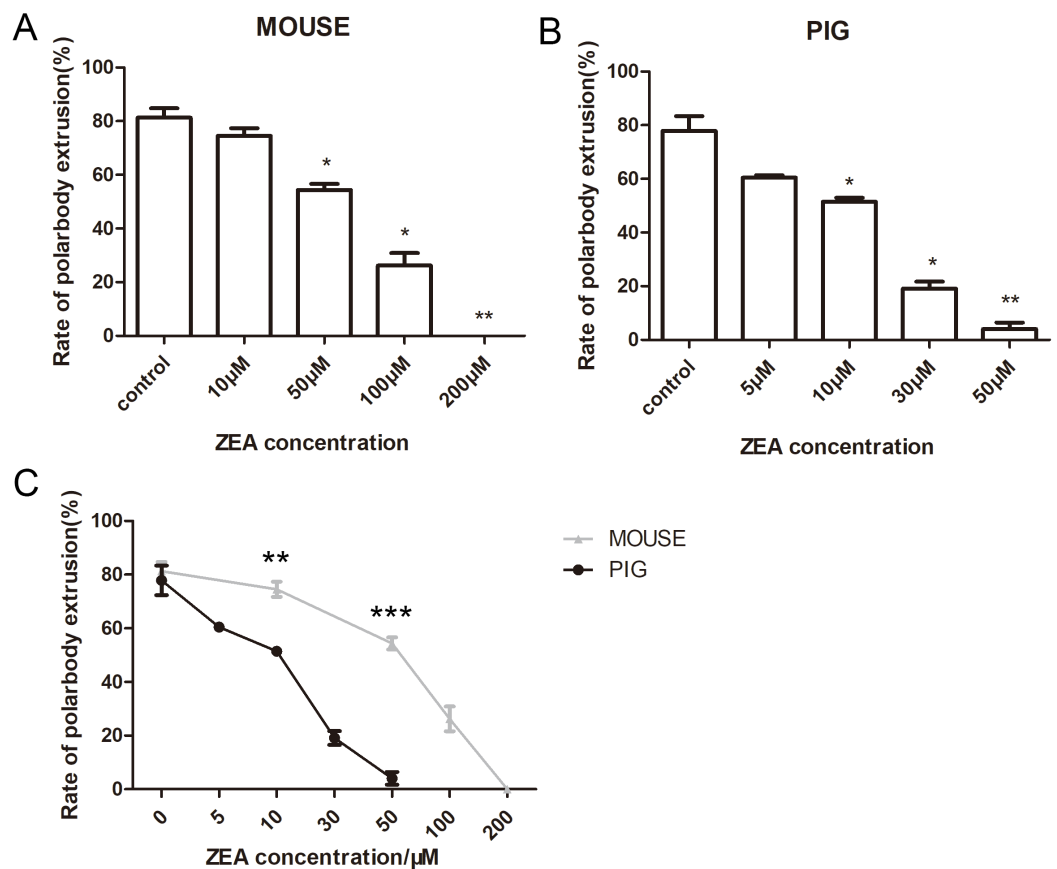 A
MOUSE
Rate of polarbody extrusion(%)
100
80
60
40
20
0
*
*
**
control
10µM
50µM
100µM
200µM
ZEA concentration
B
PIG
Rate of polarbody extrusion(%)
100
80
60
40
20
0
*
*
**
control
5µM
10µM
30µM
50µM
ZEA concentration
C
Rate of polarbody extrusion(%)
100
80
60
40
20
0
**
***
0
5
10
30
50
100
200
ZEA concentration/µM
MOUSE
PIG